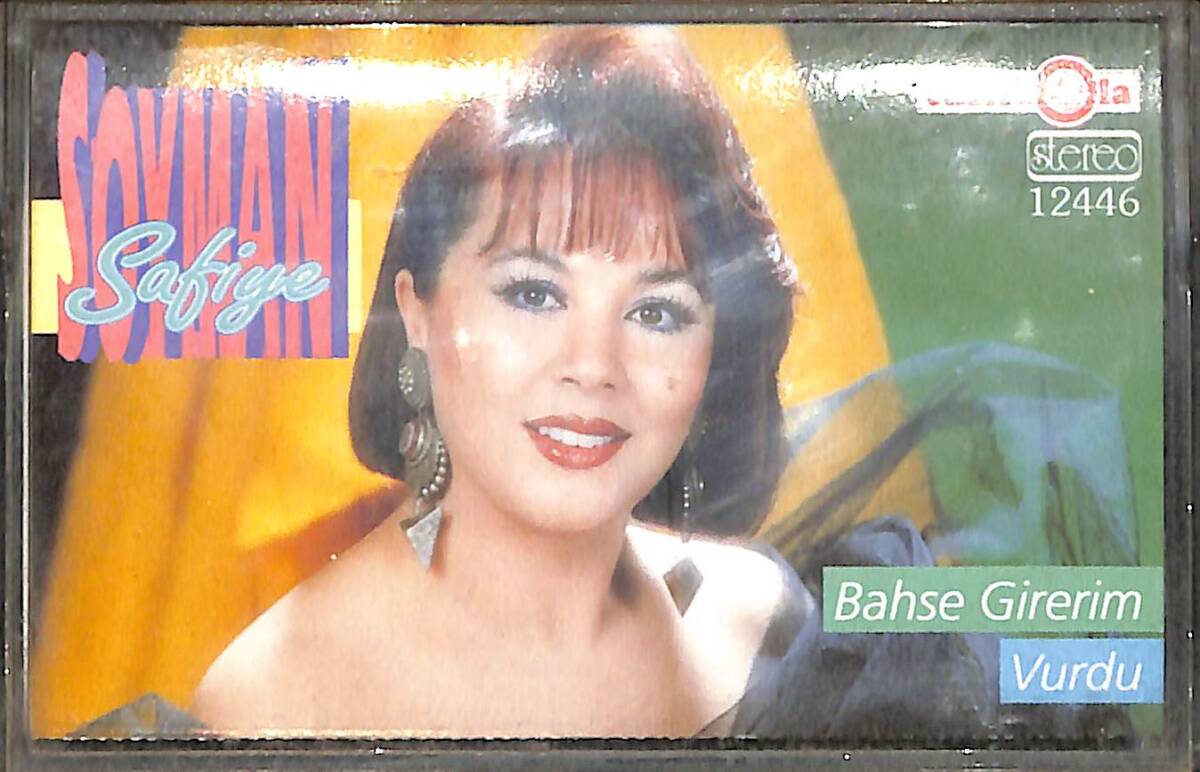 SOYMAN
Safiye
stereo
12446
Bahse Girerim
Vurdu